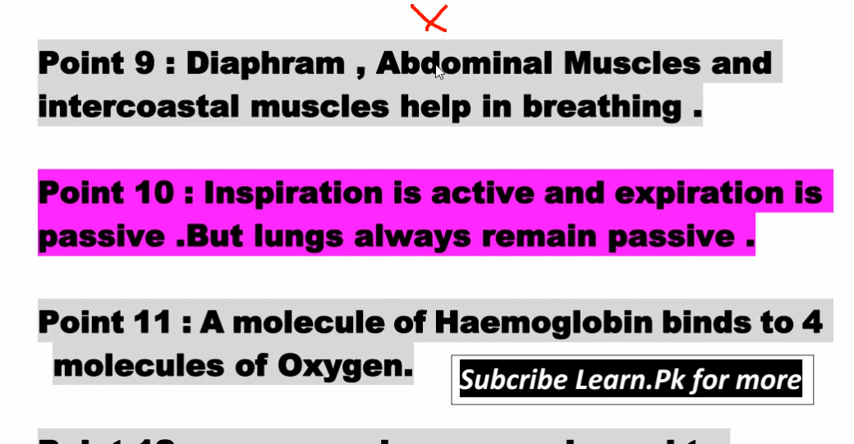 Point 9 : Diaphram , Abdominal Muscles and
intercoastal muscles help in breathing .
Point 10 : Inspiration is active and expiration is
passive .But lungs always remain passive .
Point 11 : A molecule of Haemoglobin binds to 4
molecules of Oxygen.
Subcribe Learn.Pk for more